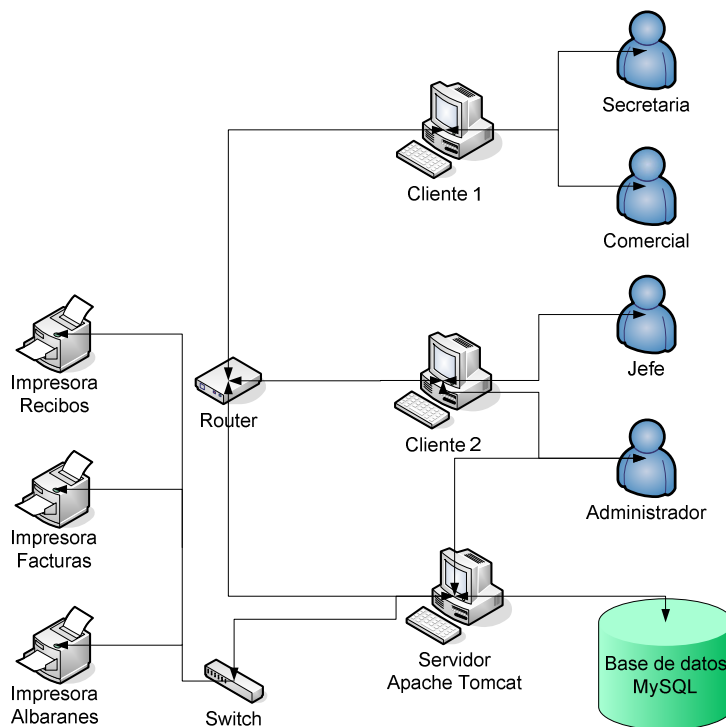 Secretaria
Cliente 1
Comercial
Impresora
Recibos
Router
Jefe
Cliente 2
Administrador
Impresora
Facturas
Servidor
Apache Tomcat
Base de datos
MySQL
Impresora
Albaranes
Switch